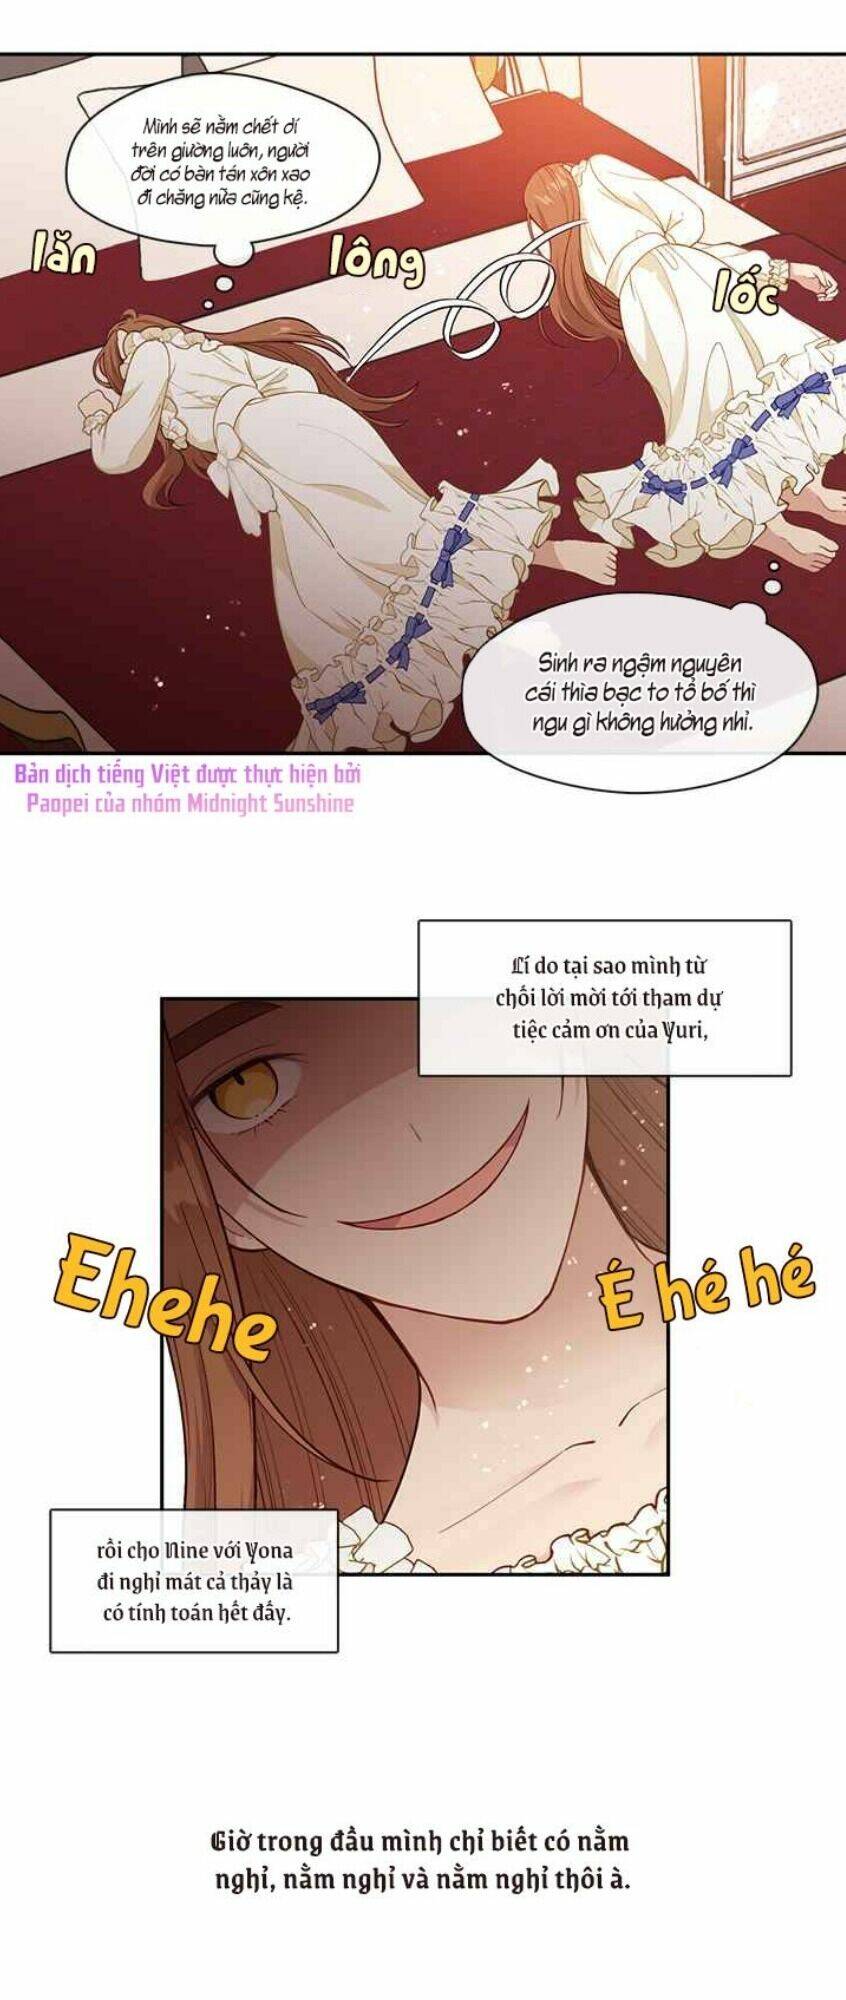 Mình sẽ nằm chết dí
trên giường luôn, người
đời có bàn tán xôn xao
đi chăng nữa cũng kệ.
lăn
lông
lốc
Sinh ra ngậm nguyên
cái thìa bạc to tổ bố thì
ngu gì không hưởng nhỉ.
Bản dịch tiếng Việt được thực hiện bởi
Paopei của nhóm Midnight Sunshine
Lí do tại sao mình từ
chối lời mời tới tham dự
tiệc cảm ơn của Yuri,
Ehehe
É hé hé
rồi cho Nine với Yona
đi nghỉ mát cả thảy là
có tính toán hết đấy.
Giờ trong đầu mình chỉ biết có nằm
nghỉ, nằm nghỉ và nằm nghỉ thôi à.